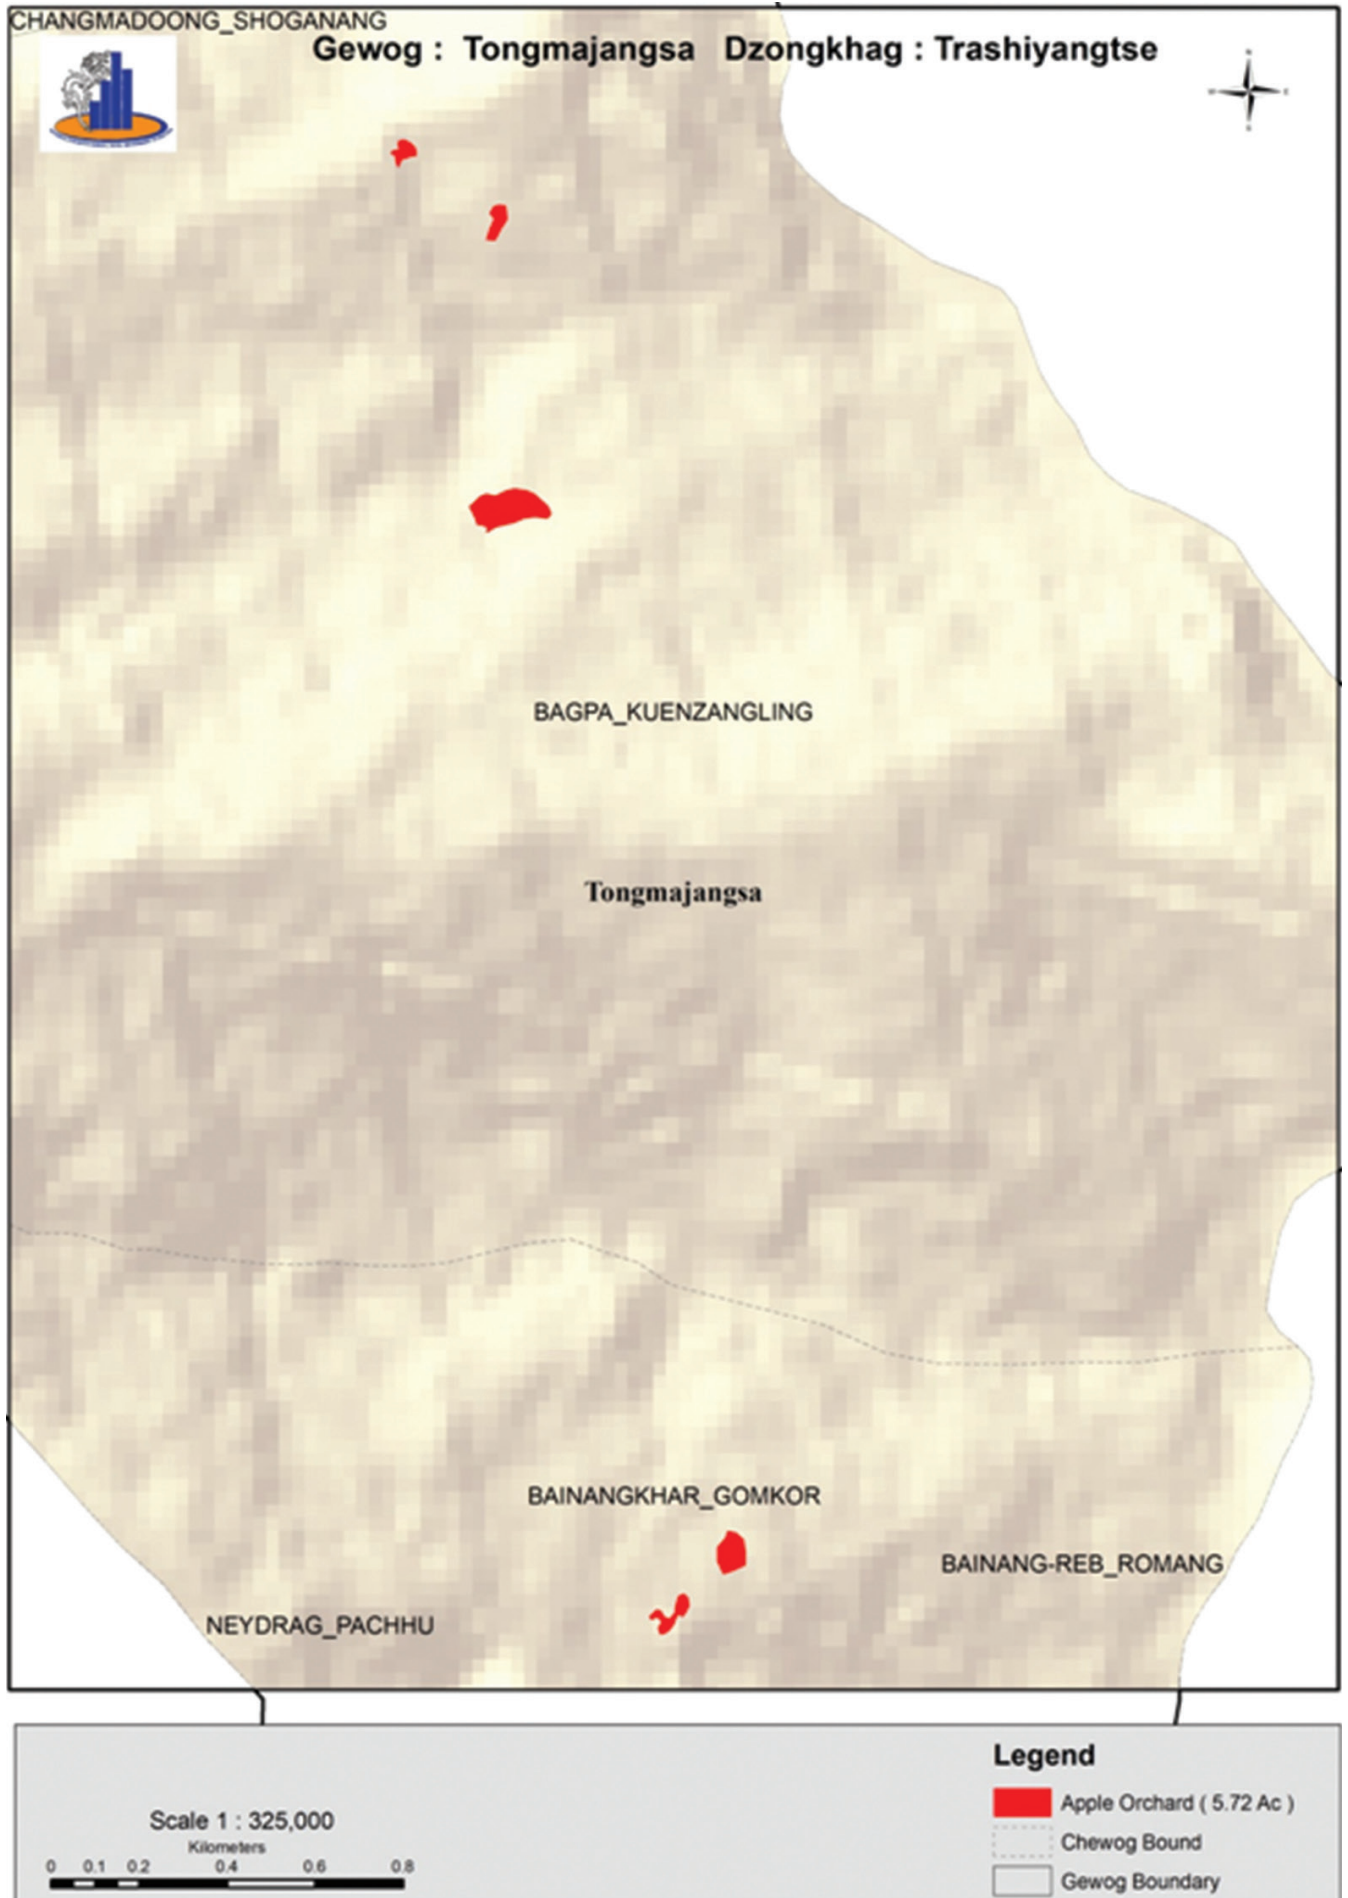 CHANGMADOONG_SHOGANANG
Gewog : Tongmajangsa Dzongkhag : Trashiyangtse
BAGPA_KUENZANGLING
Tongmajangsa
BAINANGKHAR_GOMKOR
BAINANG-REB_ROMANG
NEYDRAG_PACHHU
Legend
Apple Orchard ( 5.72 Ac )
Chewog Bound
Gewog Boundary
Scale 1 : 325,000
Kilometers
0 0.1 0.2 0.4 0.6 0.8